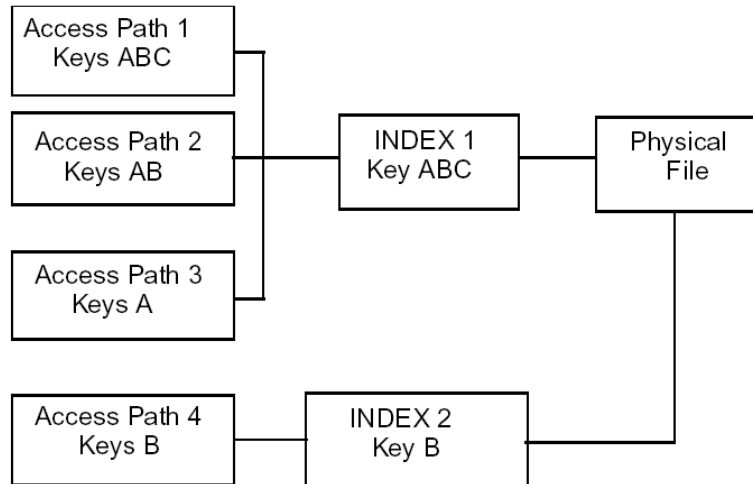 Access Path 1
Keys ABC
Access Path 2
Keys AB
INDEX 1
Key ABC
Physical
File
Access Path 3
Keys A
Access Path 4
Keys B
INDEX 2
Key B